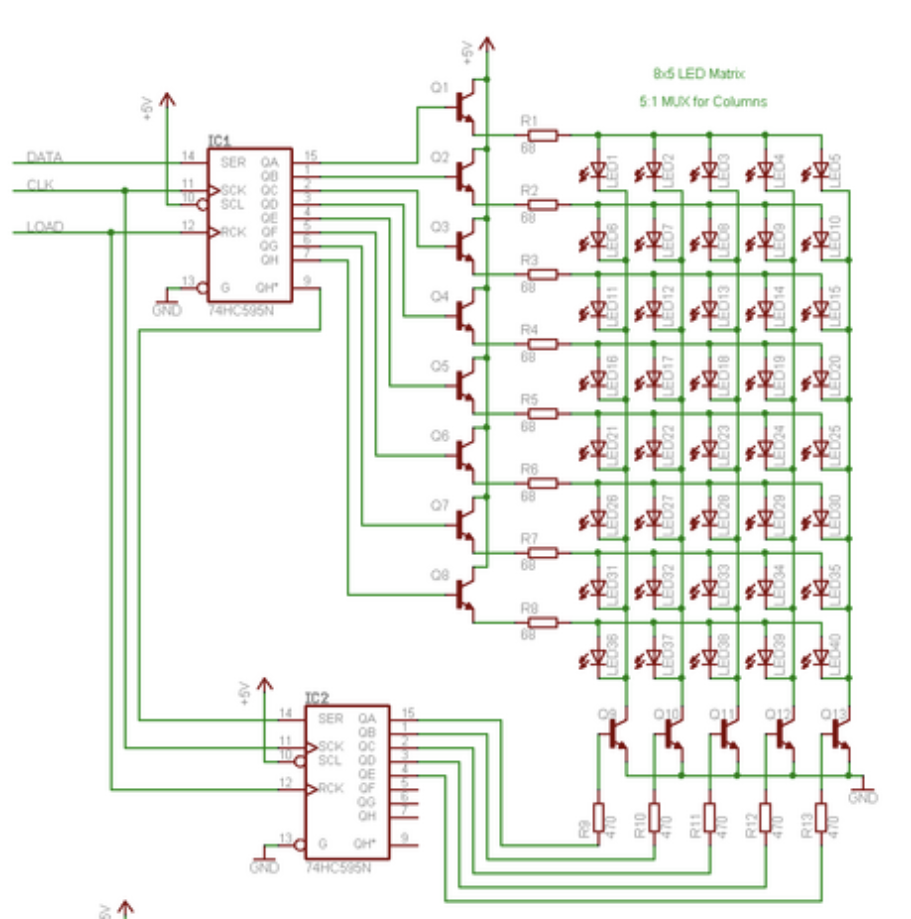 8x5 LED Matrix
5:1 MUX for Columns
+5V
+5V
IC1
DATA
CLK
LOAD
14 SER QA 15
11 SCK QB 1
10 SCL QC 2
QD 3
QE 4
12 RCK QF 5
QG 6
QH 7
13 G QH* 9
GND
74HC595N
Q1
R1
68
LED1 LED2 LED3 LED4 LED5
Q2
R2
68
LED6 LED7 LED8 LED9 LED10
Q3
R3
68
LED11 LED12 LED13 LED14 LED15
Q4
R4
68
LED16 LED17 LED18 LED19 LED20
Q5
R5
68
LED21 LED22 LED23 LED24 LED25
Q6
R6
68
LED26 LED27 LED28 LED29 LED30
Q7
R7
68
LED31 LED32 LED33 LED34 LED35
Q8
R8
68
LED36 LED37 LED38 LED39 LED40
+5V
IC2
14 SER QA 15
11 SCK QB 1
10 SCL QC 2
QD 3
QE 4
12 RCK QF 5
QG 6
QH 7
13 G QH* 9
GND
74HC595N
Q9 Q10 Q11 Q12 Q13
GND
R9 R10 R11 R12 R13
470 470 470 470 470
5V